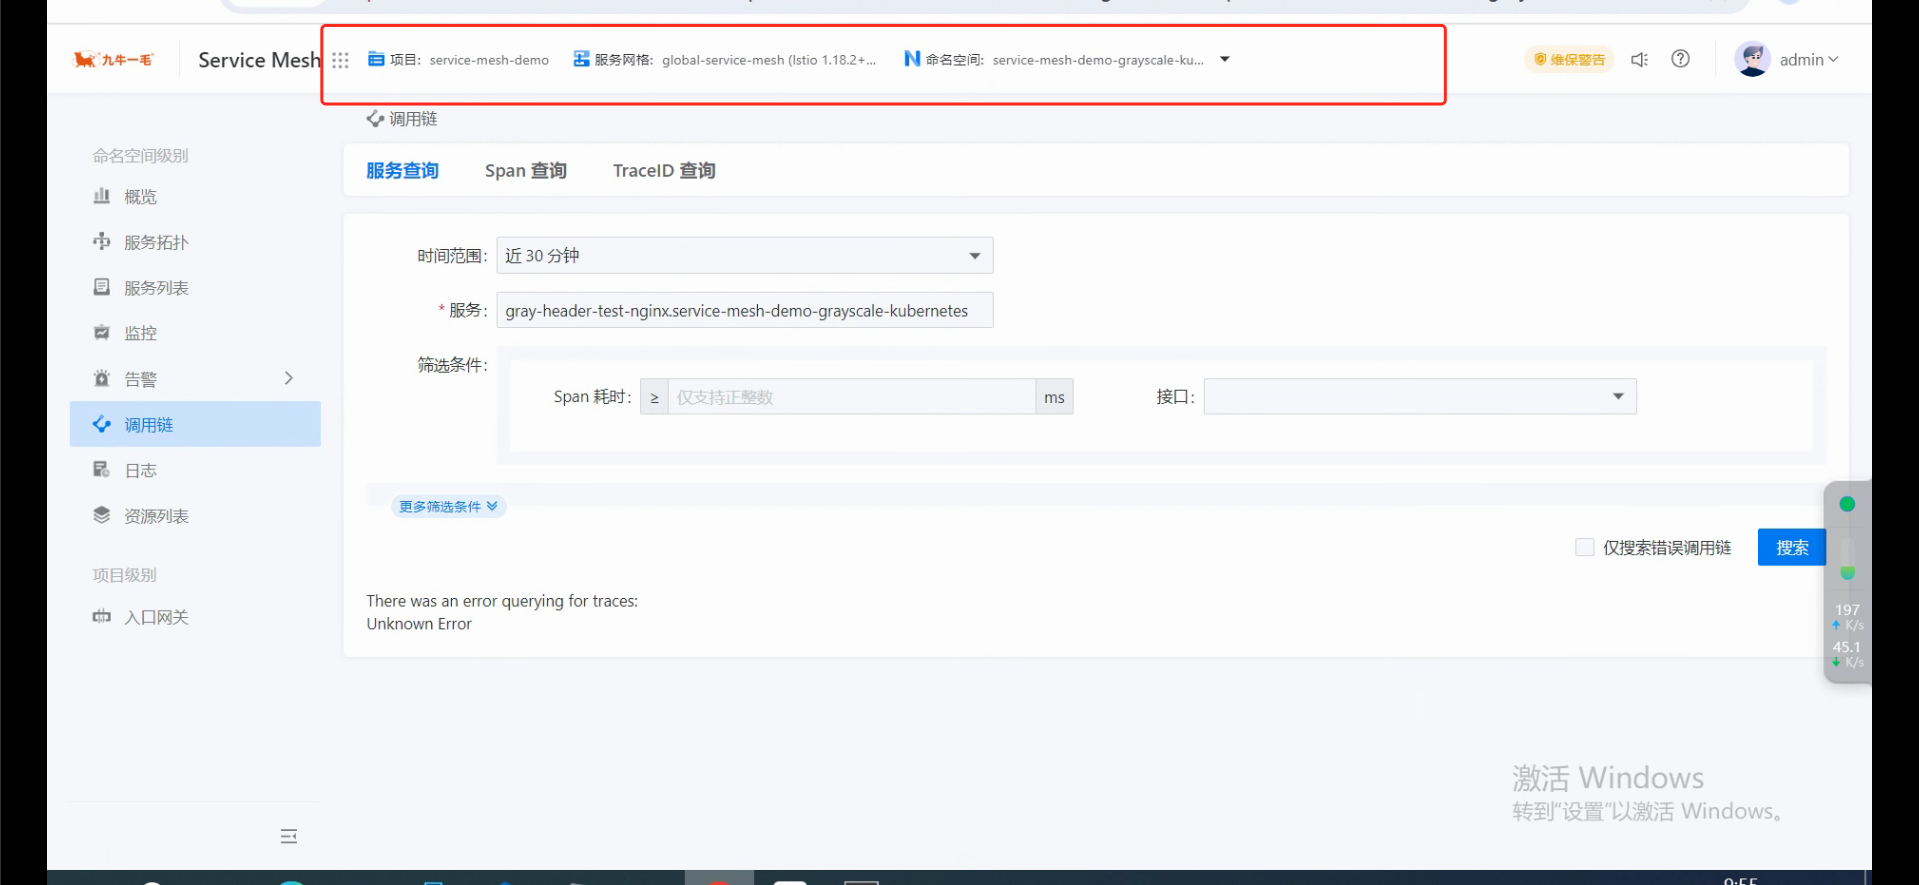 九牛一毛
Service Mesh
项目: service-mesh-demo
服务网格: global-service-mesh (Istio 1.18.2+...
命名空间: service-mesh-demo-grayscale-ku...
维保警告
admin
调用链
命名空间级别
概览
服务拓扑
服务列表
监控
告警
调用链
日志
资源列表
项目级别
入口网关
服务查询
Span 查询
TraceID 查询
时间范围: 近 30 分钟
* 服务: gray-header-test-nginx.service-mesh-demo-grayscale-kubernetes
筛选条件:
Span 耗时: ≥ 仅支持正整数 ms
接口:
更多筛选条件
仅搜索错误调用链
搜索
There was an error querying for traces:
Unknown Error
197
K/s
45.1
K/s
激活 Windows
转到“设置”以激活 Windows。